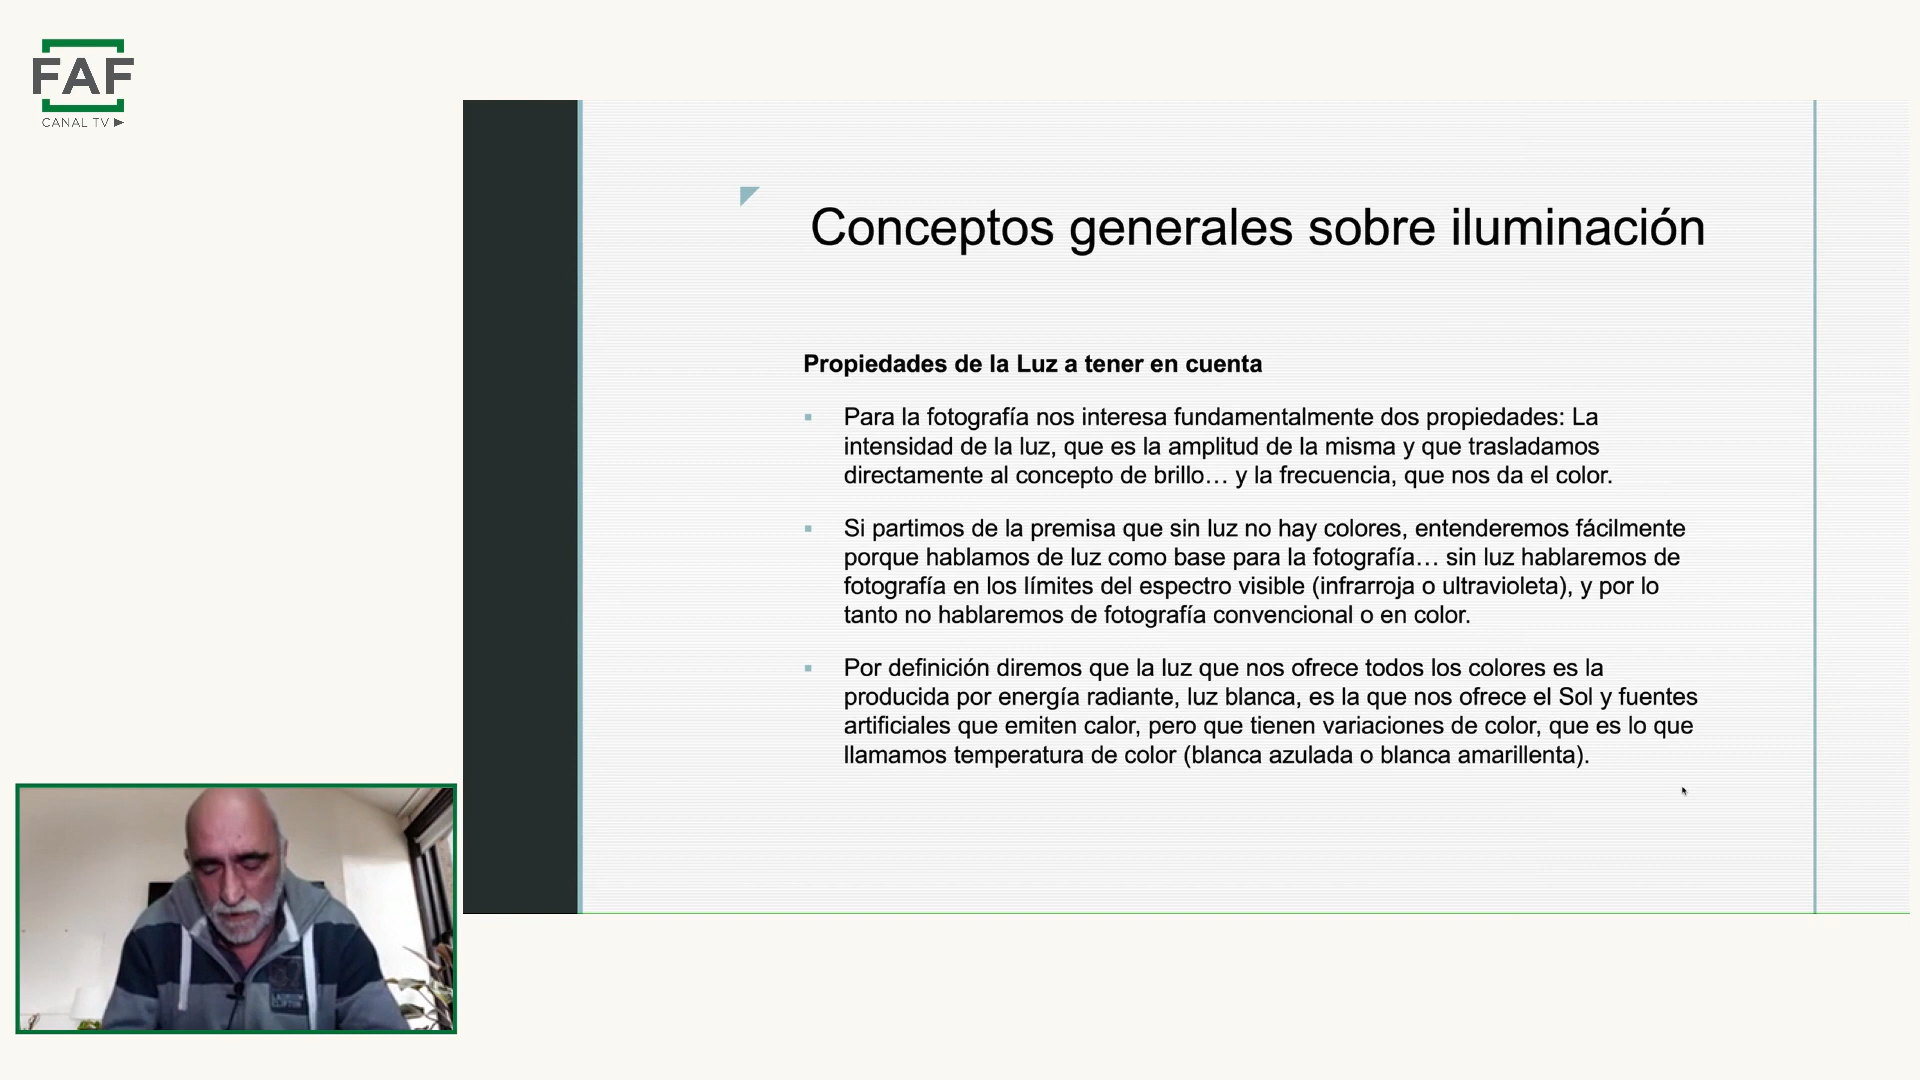 FAF
CANAL TV
Conceptos generales sobre iluminación
Propiedades de la Luz a tener en cuenta
Para la fotografía nos interesa fundamentalmente dos propiedades: La
intensidad de la luz, que es la amplitud de la misma y que trasladamos
directamente al concepto de brillo… y la frecuencia, que nos da el color.
Si partimos de la premisa que sin luz no hay colores, entenderemos fácilmente
porque hablamos de luz como base para la fotografía… sin luz hablaremos de
fotografía en los límites del espectro visible (infrarroja o ultravioleta), y por lo
tanto no hablaremos de fotografía convencional o en color.
Por definición diremos que la luz que nos ofrece todos los colores es la
producida por energía radiante, luz blanca, es la que nos ofrece el Sol y fuentes
artificiales que emiten calor, pero que tienen variaciones de color, que es lo que
llamamos temperatura de color (blanca azulada o blanca amarillenta).